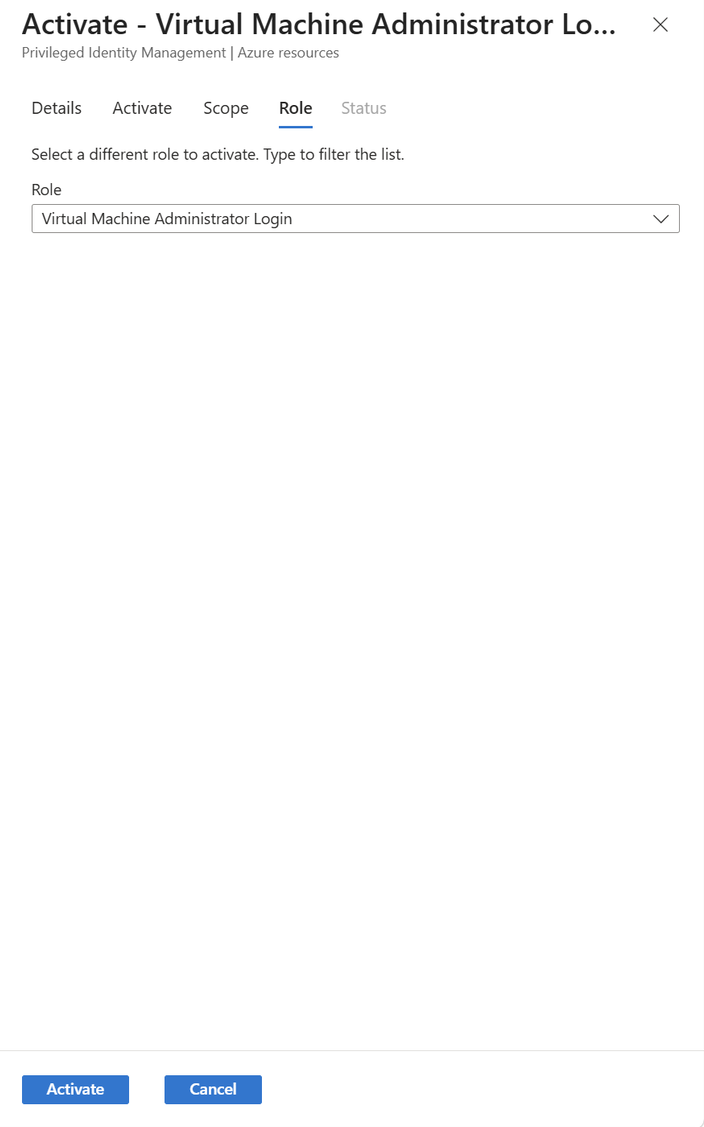 Activate - Virtual Machine Administrator Lo...
Privileged Identity Management | Azure resources
Details Activate Scope Role Status
Select a different role to activate. Type to filter the list.
Role
Virtual Machine Administrator Login
Activate Cancel